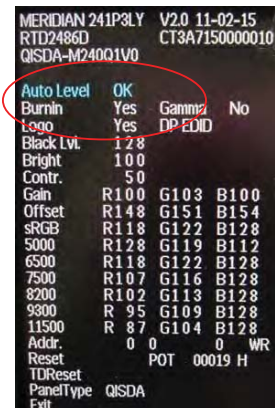 MERIDIAN 241P3LY V2.0 11-02-15
RTD2486D CT3A7150000010
QISDA-M240Q1V0
Auto Level OK
Burnin Yes Gamma No
Logo Yes DP EDID
Black Lvl. 128
Bright 100
Contr. 50
Gain R100 G103 B100
Offset R148 G151 B154
sRGB R118 G122 B128
5000 R128 G119 B112
6500 R118 G122 B128
7500 R107 G116 B128
8200 R102 G113 B128
9300 R 95 G109 B128
11500 R 87 G104 B128
Addr. 0 0 0 WR
Reset POT 00019 H
TDReset
PanelType QISDA
Exit